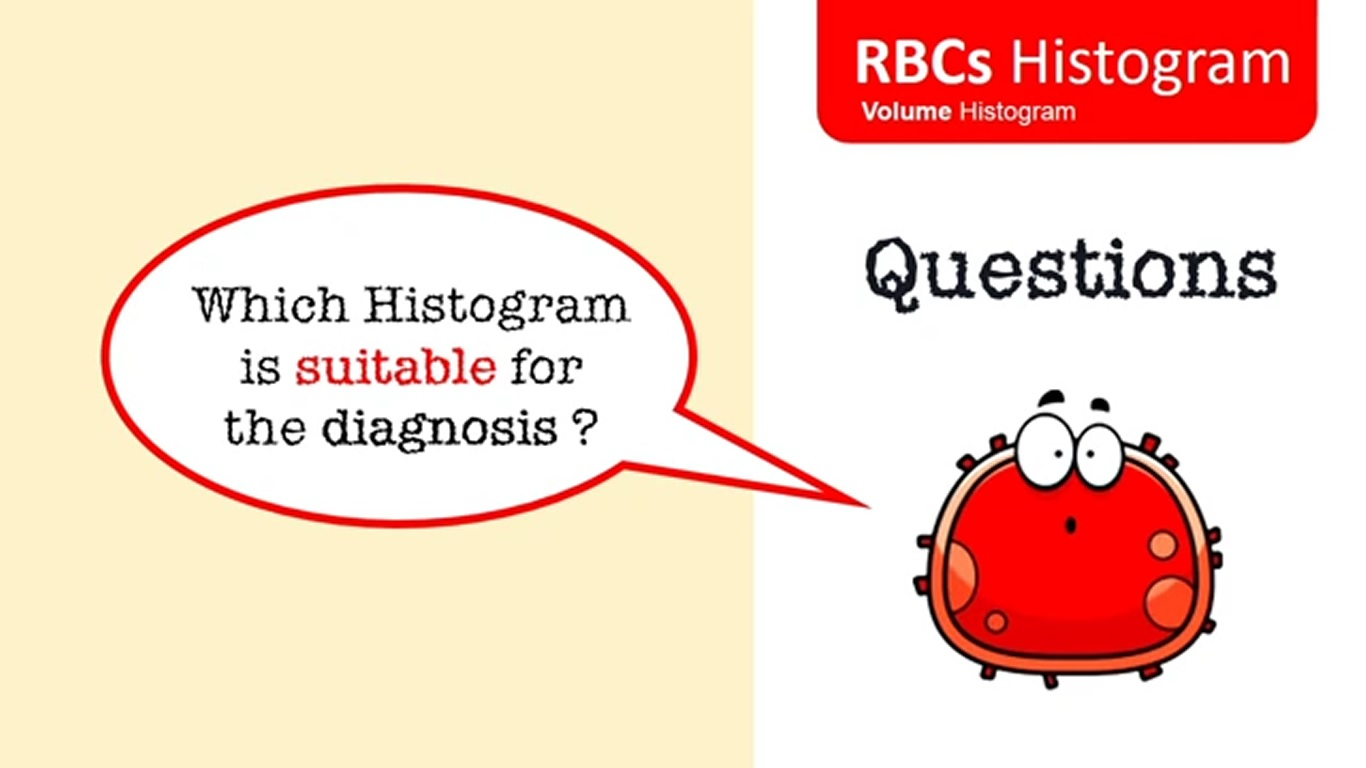 RBCs Histogram
Volume Histogram
Questions
Which Histogram
is suitable for
the diagnosis ?